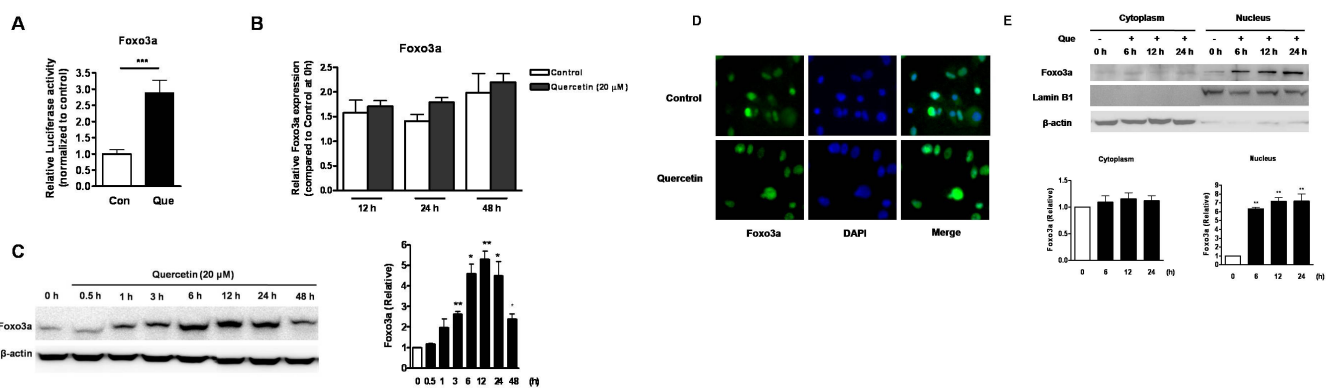 A
Foxo3a
***
Relative Luciferase activity
(normalized to control)
3.5
3.0
2.5
2.0
1.5
1.0
0.5
0.0
Con Que
B
Foxo3a
Relative Foxo3a expression
(compared to Control at 0h)
2.5
2.0
1.5
1.0
0.5
0.0
Control
Quercetin (20 μM)
12 h 24 h 48 h
C
Quercetin (20 μM)
0 h 0.5 h 1 h 3 h 6 h 12 h 24 h 48 h
Foxo3a
β-actin
Foxo3a (Relative)
6
5
4
3
2
1
** * ** * *
0 0.5 1 3 6 12 24 48 (h)
D
Control
Quercetin
Foxo3a DAPI Merge
E
Cytoplasm Nucleus
Que - + + + - + + +
0 h 6 h 12 h 24 h 0 h 6 h 12 h 24 h
Foxo3a
Lamin B1
β-actin
Cytoplasm
Foxo3a (Relative)
1.5
1.0
0.5
0.0
0 6 12 24 (h)
Nucleus
Foxo3a (Relative)
9
8
7
6
5
4
3
2
1
0
** ** **
0 6 12 24 (h)